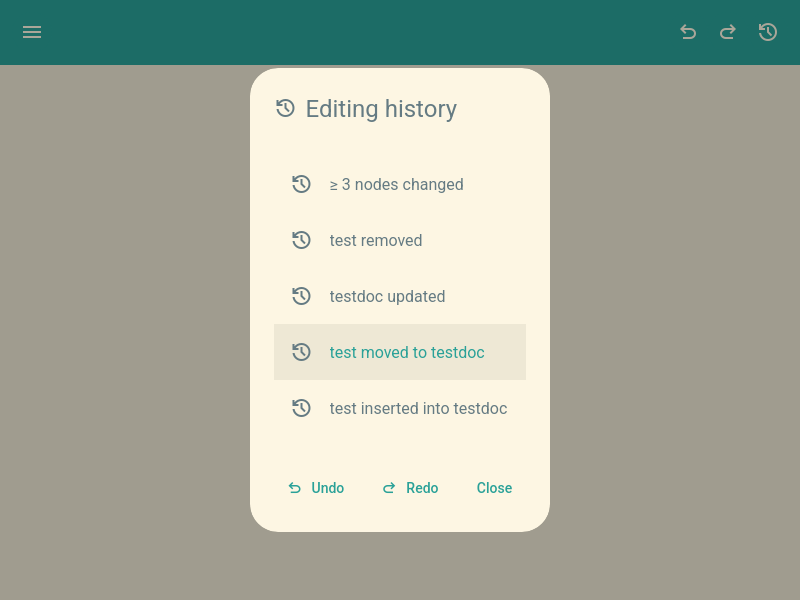 Editing history
≥ 3 nodes changed
test removed
testdoc updated
test moved to testdoc
test inserted into testdoc
Undo Redo Close